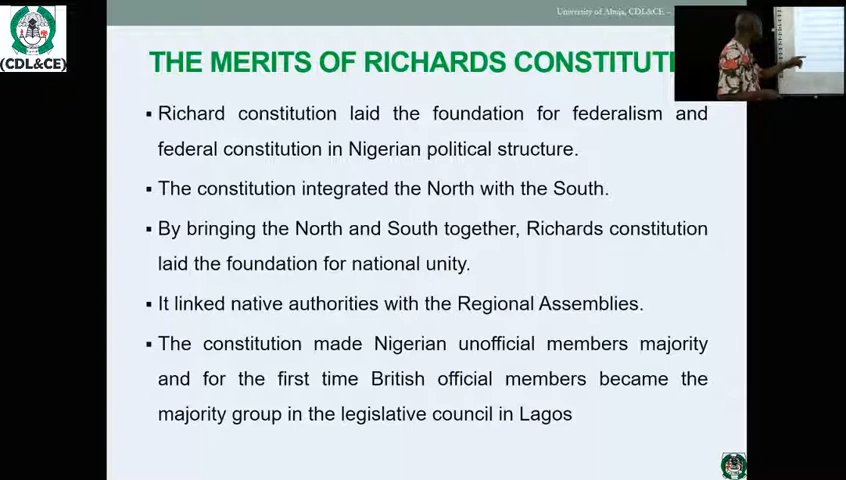 University of Abuja, CDL&CE –
(CDL&CE)
THE MERITS OF RICHARDS CONSTITUTI
▪ Richard constitution laid the foundation for federalism and
federal constitution in Nigerian political structure.
▪ The constitution integrated the North with the South.
▪ By bringing the North and South together, Richards constitution
laid the foundation for national unity.
▪ It linked native authorities with the Regional Assemblies.
▪ The constitution made Nigerian unofficial members majority
and for the first time British official members became the
majority group in the legislative council in Lagos